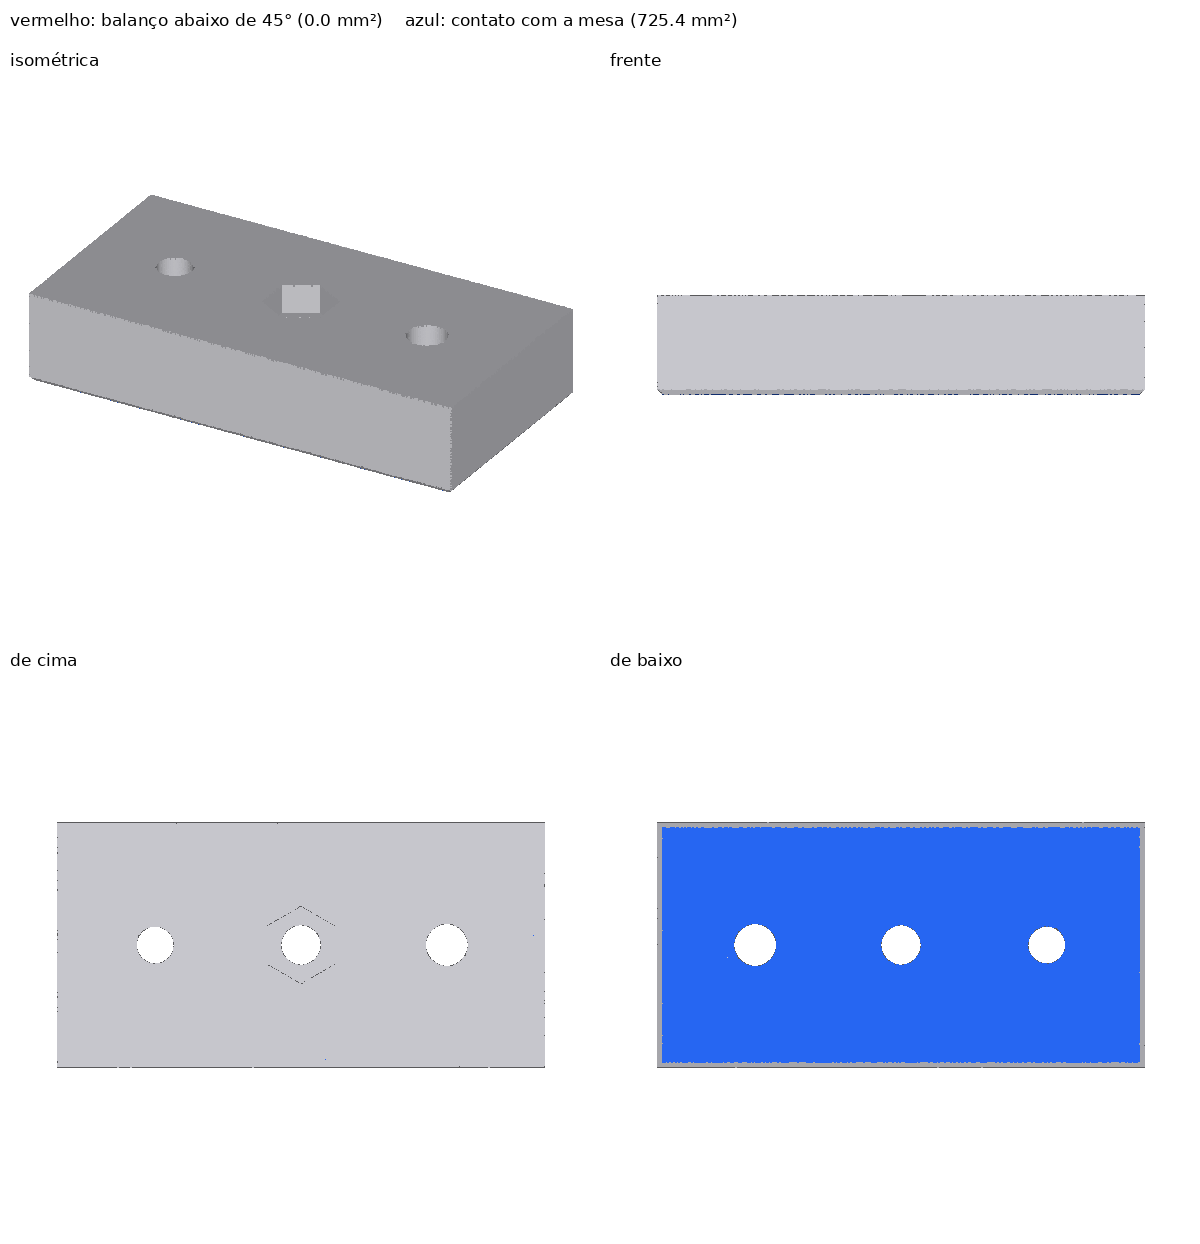 vermelho: balanço abaixo de 45° (0.0 mm²) azul: contato com a mesa (725.4 mm²)
isométrica
frente
de cima
de baixo